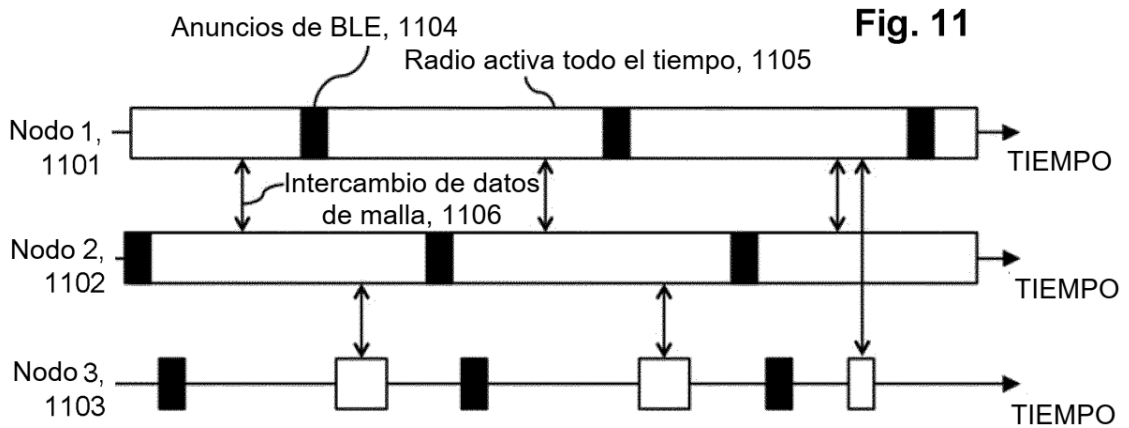 Fig. 11
Anuncios de BLE, 1104
Radio activa todo el tiempo, 1105
Nodo 1,
1101
TIEMPO
Intercambio de datos
de malla, 1106
Nodo 2,
1102
TIEMPO
Nodo 3,
1103
TIEMPO